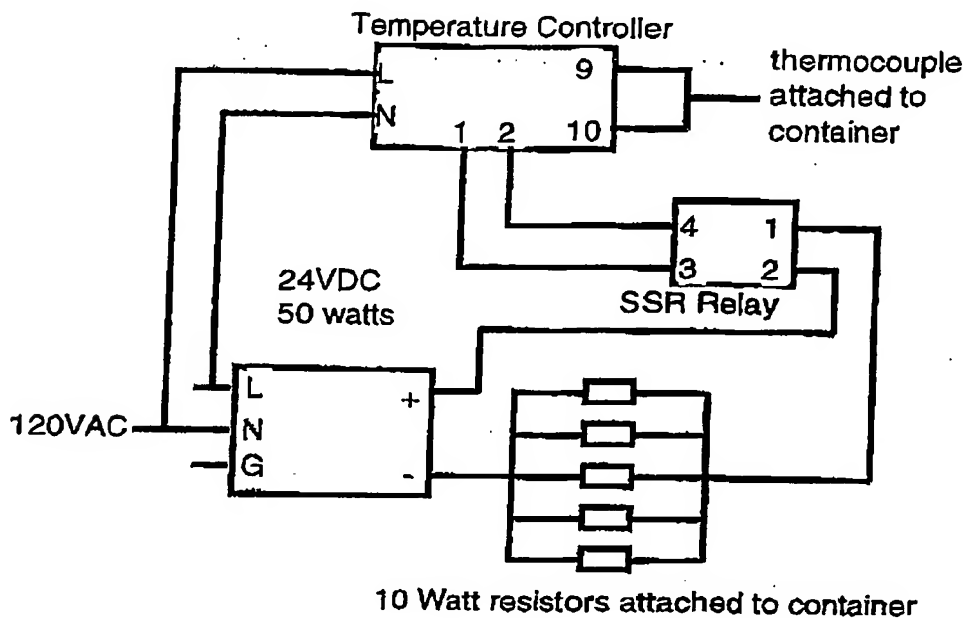 Temperature Controller
L
9
N
1 2 10
thermocouple
attached to
container
4 1
3 2
SSR Relay
24VDC
50 watts
L
+
120VAC
N
G
-
10 Watt resistors attached to container